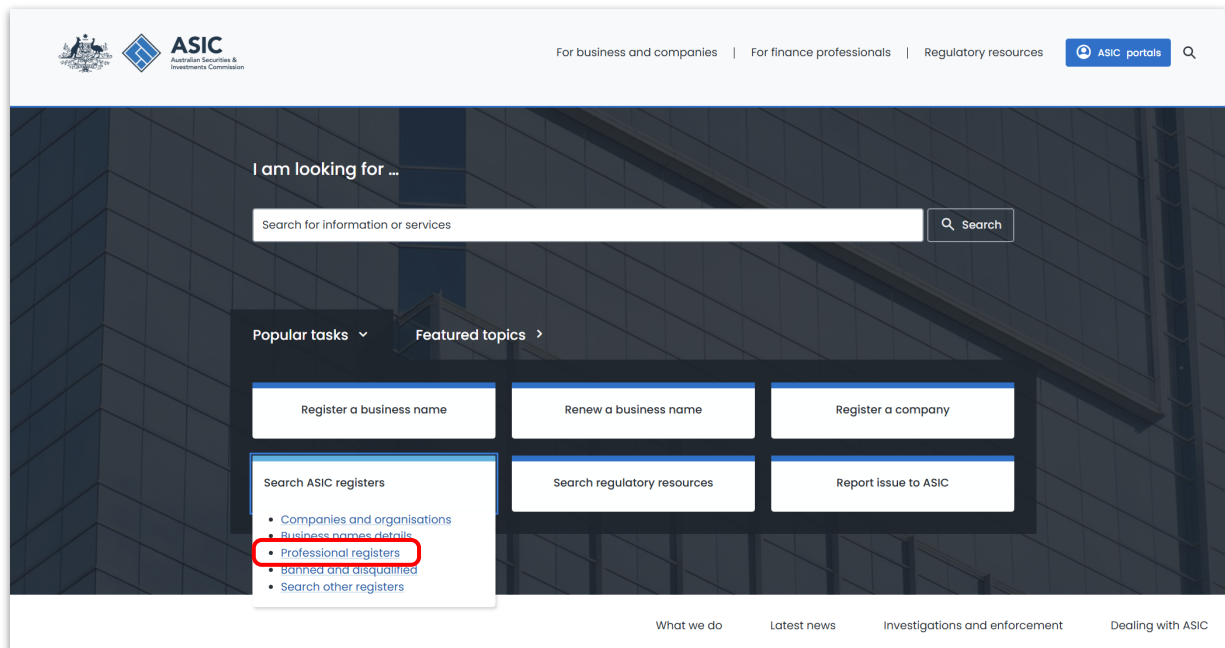 ASIC
Australian Securities &
Investments Commission
For business and companies | For finance professionals | Regulatory resources
ASIC portals
I am looking for ...
Search for information or services
Search
Popular tasks
Featured topics
Register a business name
Renew a business name
Register a company
Search ASIC registers
Search regulatory resources
Report issue to ASIC
Companies and organisations
Business names details
Professional registers
Banned and disqualified
Search other registers
What we do
Latest news
Investigations and enforcement
Dealing with ASIC